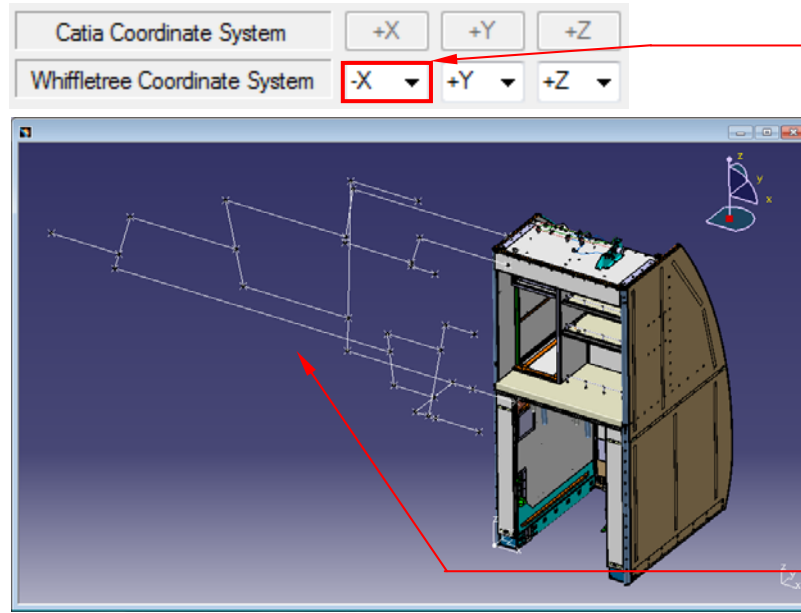 Catia Coordinate System +X +Y +Z
Whiffletree Coordinate System -X +Y +Z
z
y
x
z
x
z
y
x